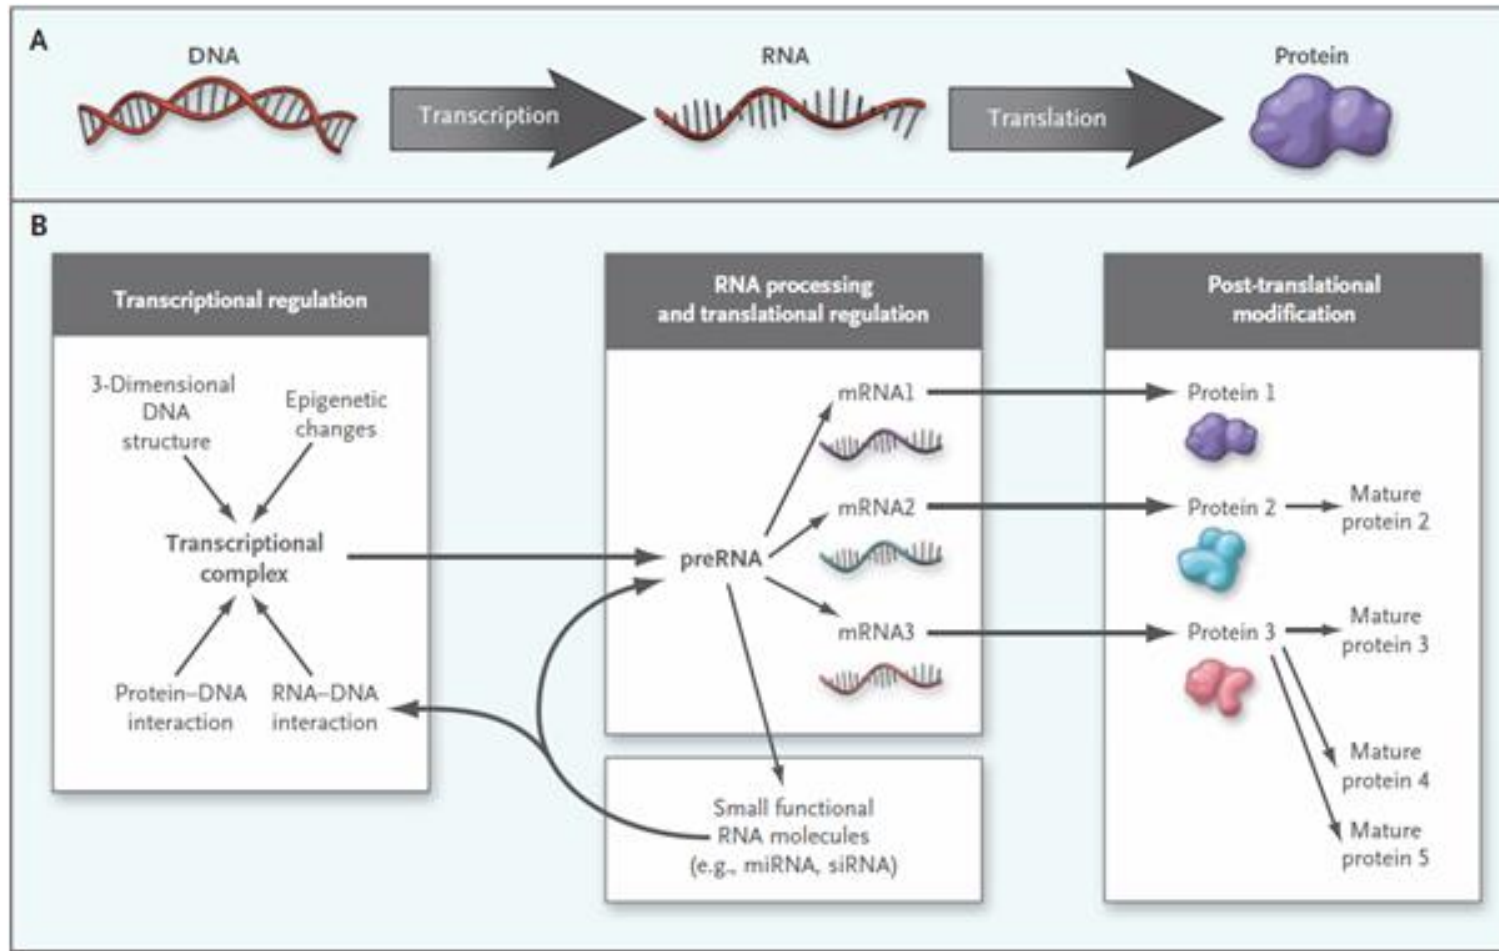 A
DNA
RNA
Protein
Transcription
Translation
B
Transcriptional regulation
3-Dimensional
DNA
structure
Epigenetic
changes
Transcriptional
complex
Protein–DNA
interaction
RNA–DNA
interaction
RNA processing
and translational regulation
preRNA
mRNA1
mRNA2
mRNA3
Small functional
RNA molecules
(e.g., miRNA, siRNA)
Post-translational
modification
Protein 1
Protein 2
Mature
protein 2
Protein 3
Mature
protein 3
Mature
protein 4
Mature
protein 5